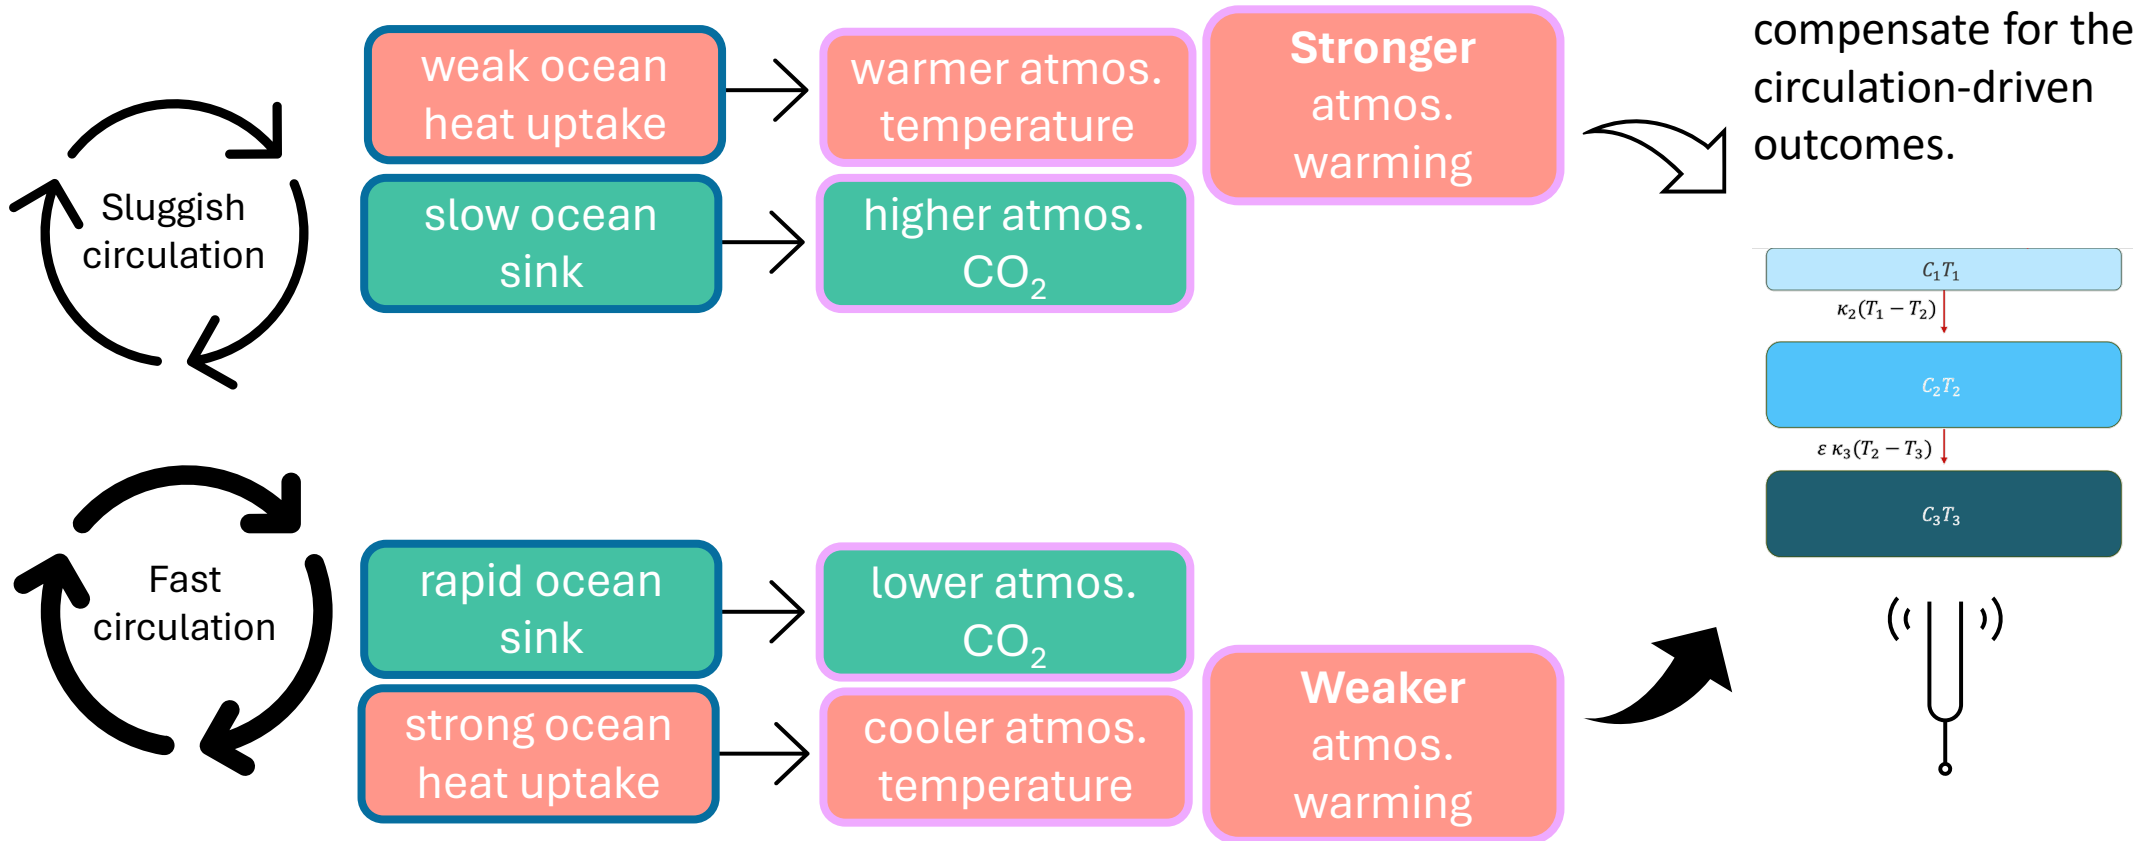 Sluggish
circulation
weak ocean
heat uptake
warmer atmos.
temperature
slow ocean
sink
higher atmos.
CO₂
Stronger
atmos.
warming
Fast
circulation
rapid ocean
sink
lower atmos.
CO₂
strong ocean
heat uptake
cooler atmos.
temperature
Weaker
atmos.
warming
compensate for the
circulation-driven
outcomes.
C₁T₁
κ₂(T₁ − T₂)
C₂T₂
ε κ₃(T₂ − T₃)
C₃T₃